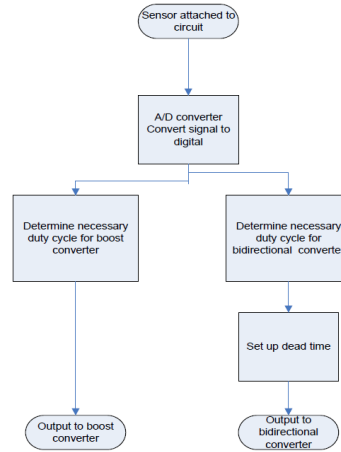 Sensor attached to
circuit
A/D converter
Convert signal to
digital
Determine necessary
duty cycle for boost
converter
Determine necessary
duty cycle for
bidirectional converte
Set up dead time
Output to boost
converter
Output to
bidirectional
converter